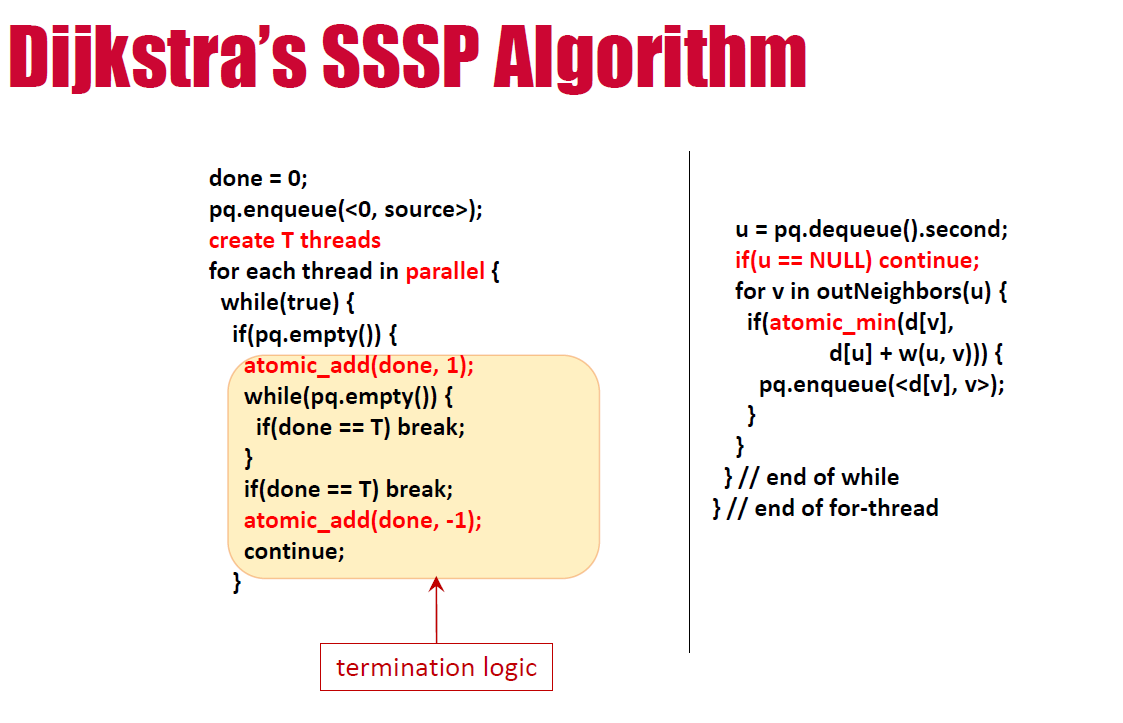 Dijkstra’s SSSP Algorithm
done = 0;
pq.enqueue(<0, source>);
create T threads
for each thread in parallel {
while(true) {
if(pq.empty()) {
atomic_add(done, 1);
while(pq.empty()) {
if(done == T) break;
}
if(done == T) break;
atomic_add(done, -1);
continue;
}
termination logic
u = pq.dequeue().second;
if(u == NULL) continue;
for v in outNeighbors(u) {
if(atomic_min(d[v],
d[u] + w(u, v))) {
pq.enqueue(<d[v], v>);
}
}
} // end of while
} // end of for-thread